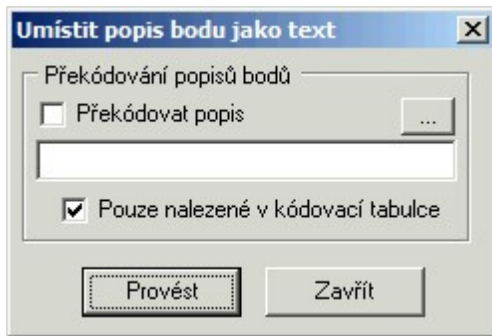 Umístit popis bodu jako text
Překódování popisů bodů
Překódovat popis
...
Pouze nalezené v kódovací tabulce
Provést
Zavřít